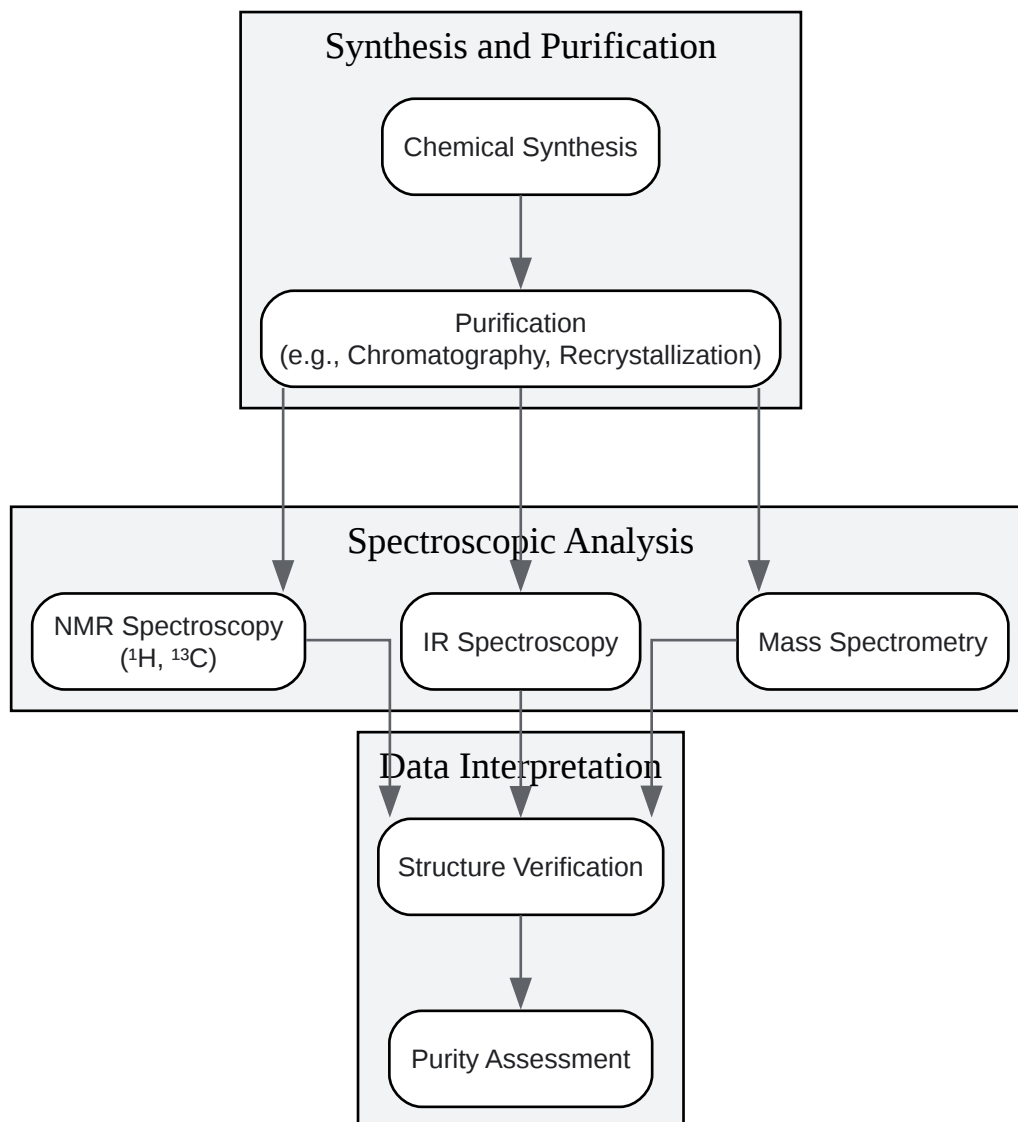 Synthesis and Purification
Chemical Synthesis
Purification
(e.g., Chromatography, Recrystallization)
Spectroscopic Analysis
NMR Spectroscopy
(¹H, ¹³C)
IR Spectroscopy
Mass Spectrometry
Data Interpretation
Structure Verification
Purity Assessment